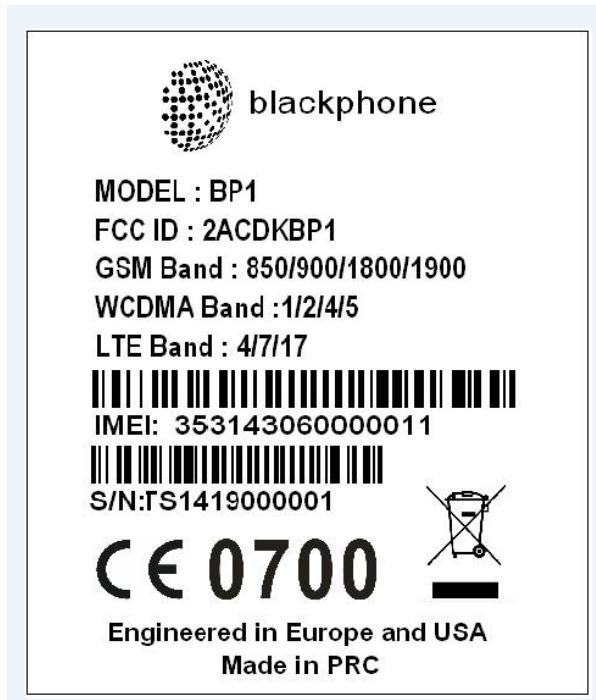 blackphone
MODEL : BP1
FCC ID : 2ACDKBP1
GSM Band : 850/900/1800/1900
WCDMA Band :1/2/4/5
LTE Band : 4/7/17
IMEI: 353143060000011
S/N:TS1419000001
CE 0700
Engineered in Europe and USA
Made in PRC